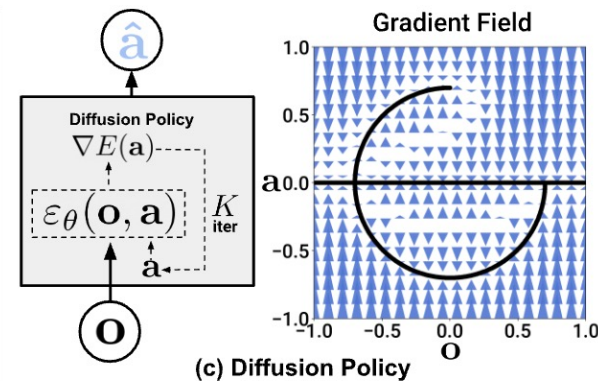 â
Diffusion Policy
∇E(a)
εθ(o, a)
K
iter
a
o
Gradient Field
1.0
0.5
a 0.0
−0.5
−1.0
−1.0 −0.5 0.0 0.5 1.0
o
(c) Diffusion Policy